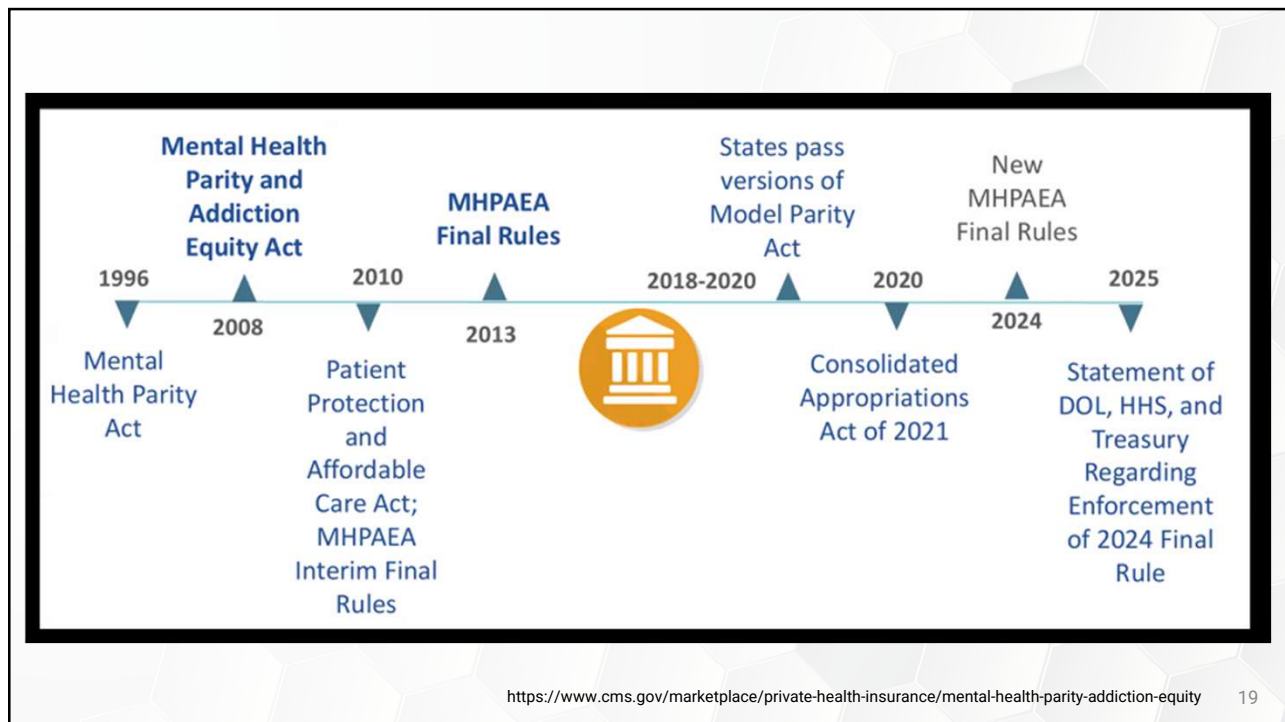 1996
Mental
Health Parity
Act
Mental Health
Parity and
Addiction
Equity Act
2008
2010
Patient
Protection
and
Affordable
Care Act;
MHPAEA
Interim Final
Rules
MHPAEA
Final Rules
2013
2018-2020
States pass
versions of
Model Parity
Act
2020
Consolidated
Appropriations
Act of 2021
New
MHPAEA
Final Rules
2024
2025
Statement of
DOL, HHS, and
Treasury
Regarding
Enforcement
of 2024 Final
Rule
https://www.cms.gov/marketplace/private-health-insurance/mental-health-parity-addiction-equity
19